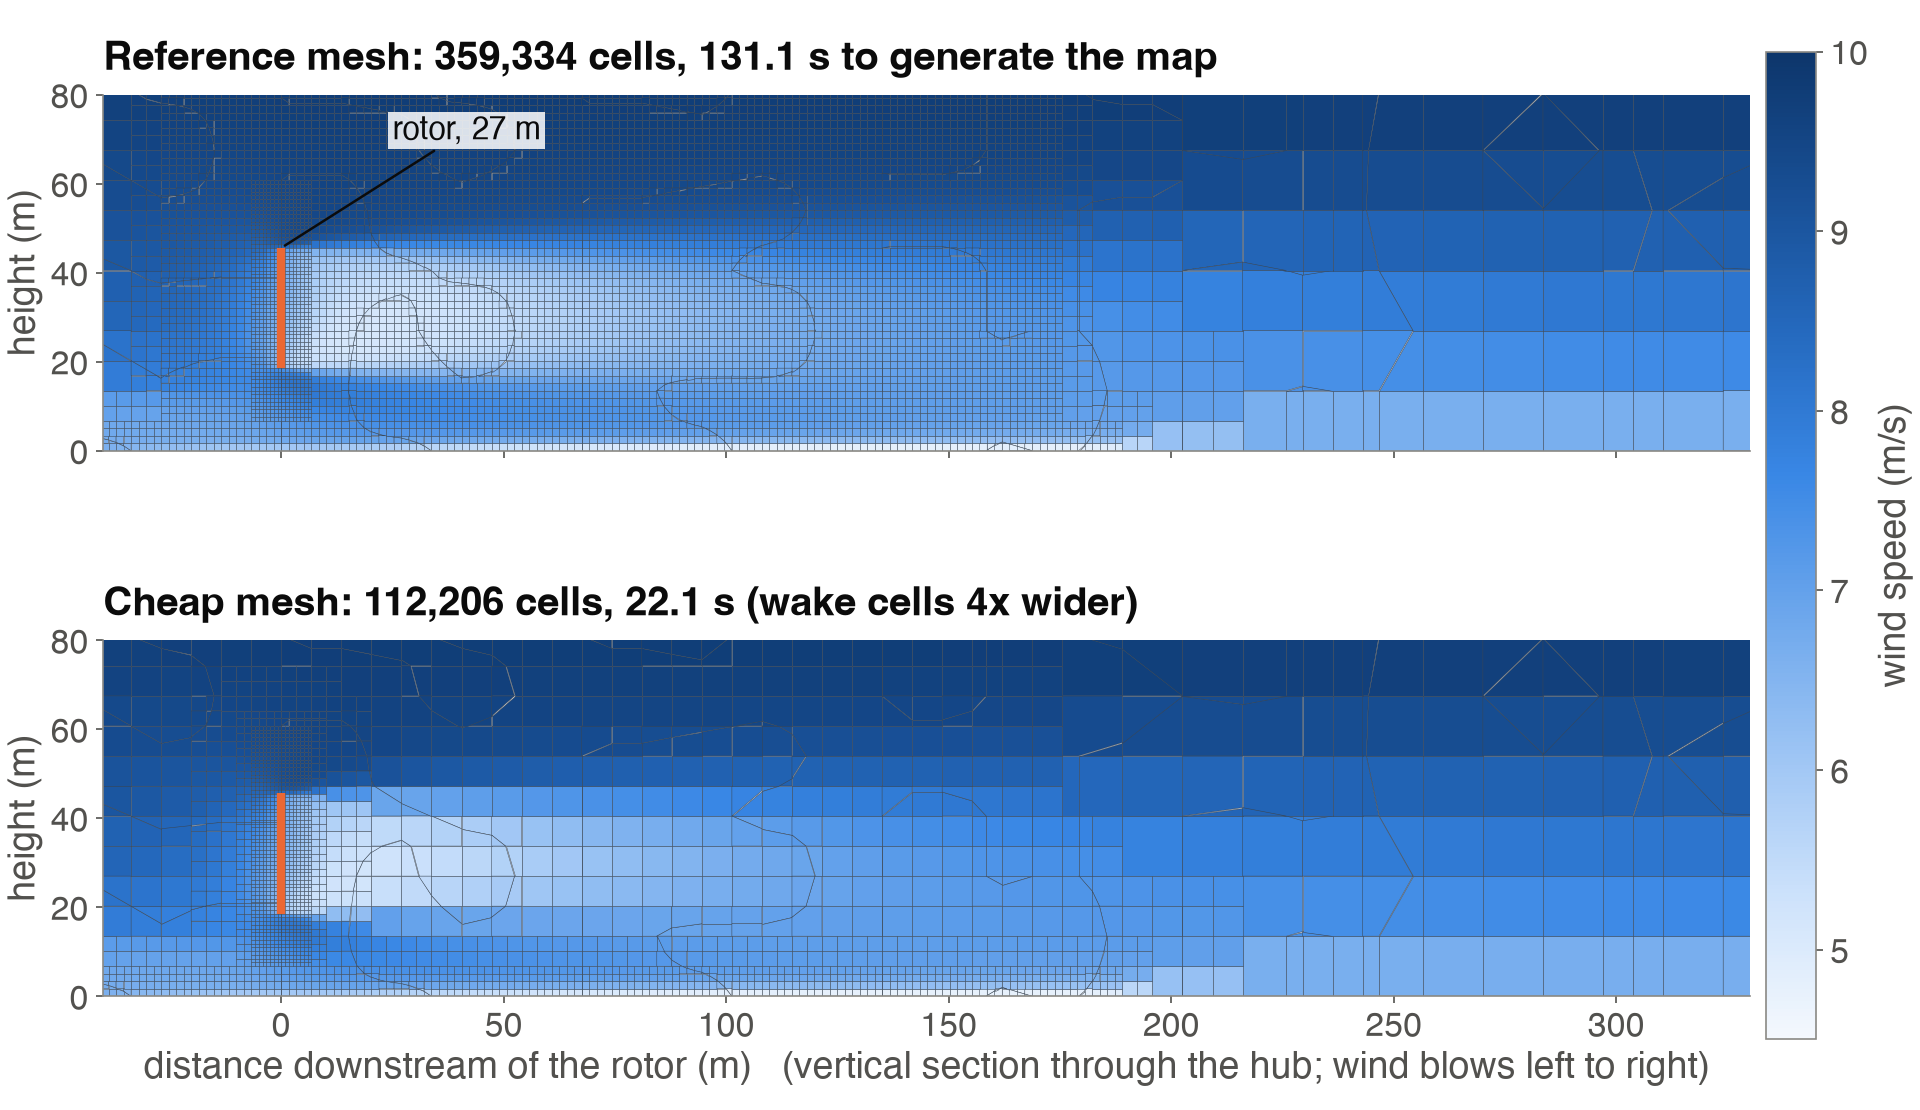 Reference mesh: 359,334 cells, 131.1 s to generate the map
rotor, 27 m
80
60
40
20
0
height (m)
Cheap mesh: 112,206 cells, 22.1 s (wake cells 4x wider)
80
60
40
20
0
height (m)
0 50 100 150 200 250 300
distance downstream of the rotor (m) (vertical section through the hub; wind blows left to right)
10
9
8
7
6
5
wind speed (m/s)